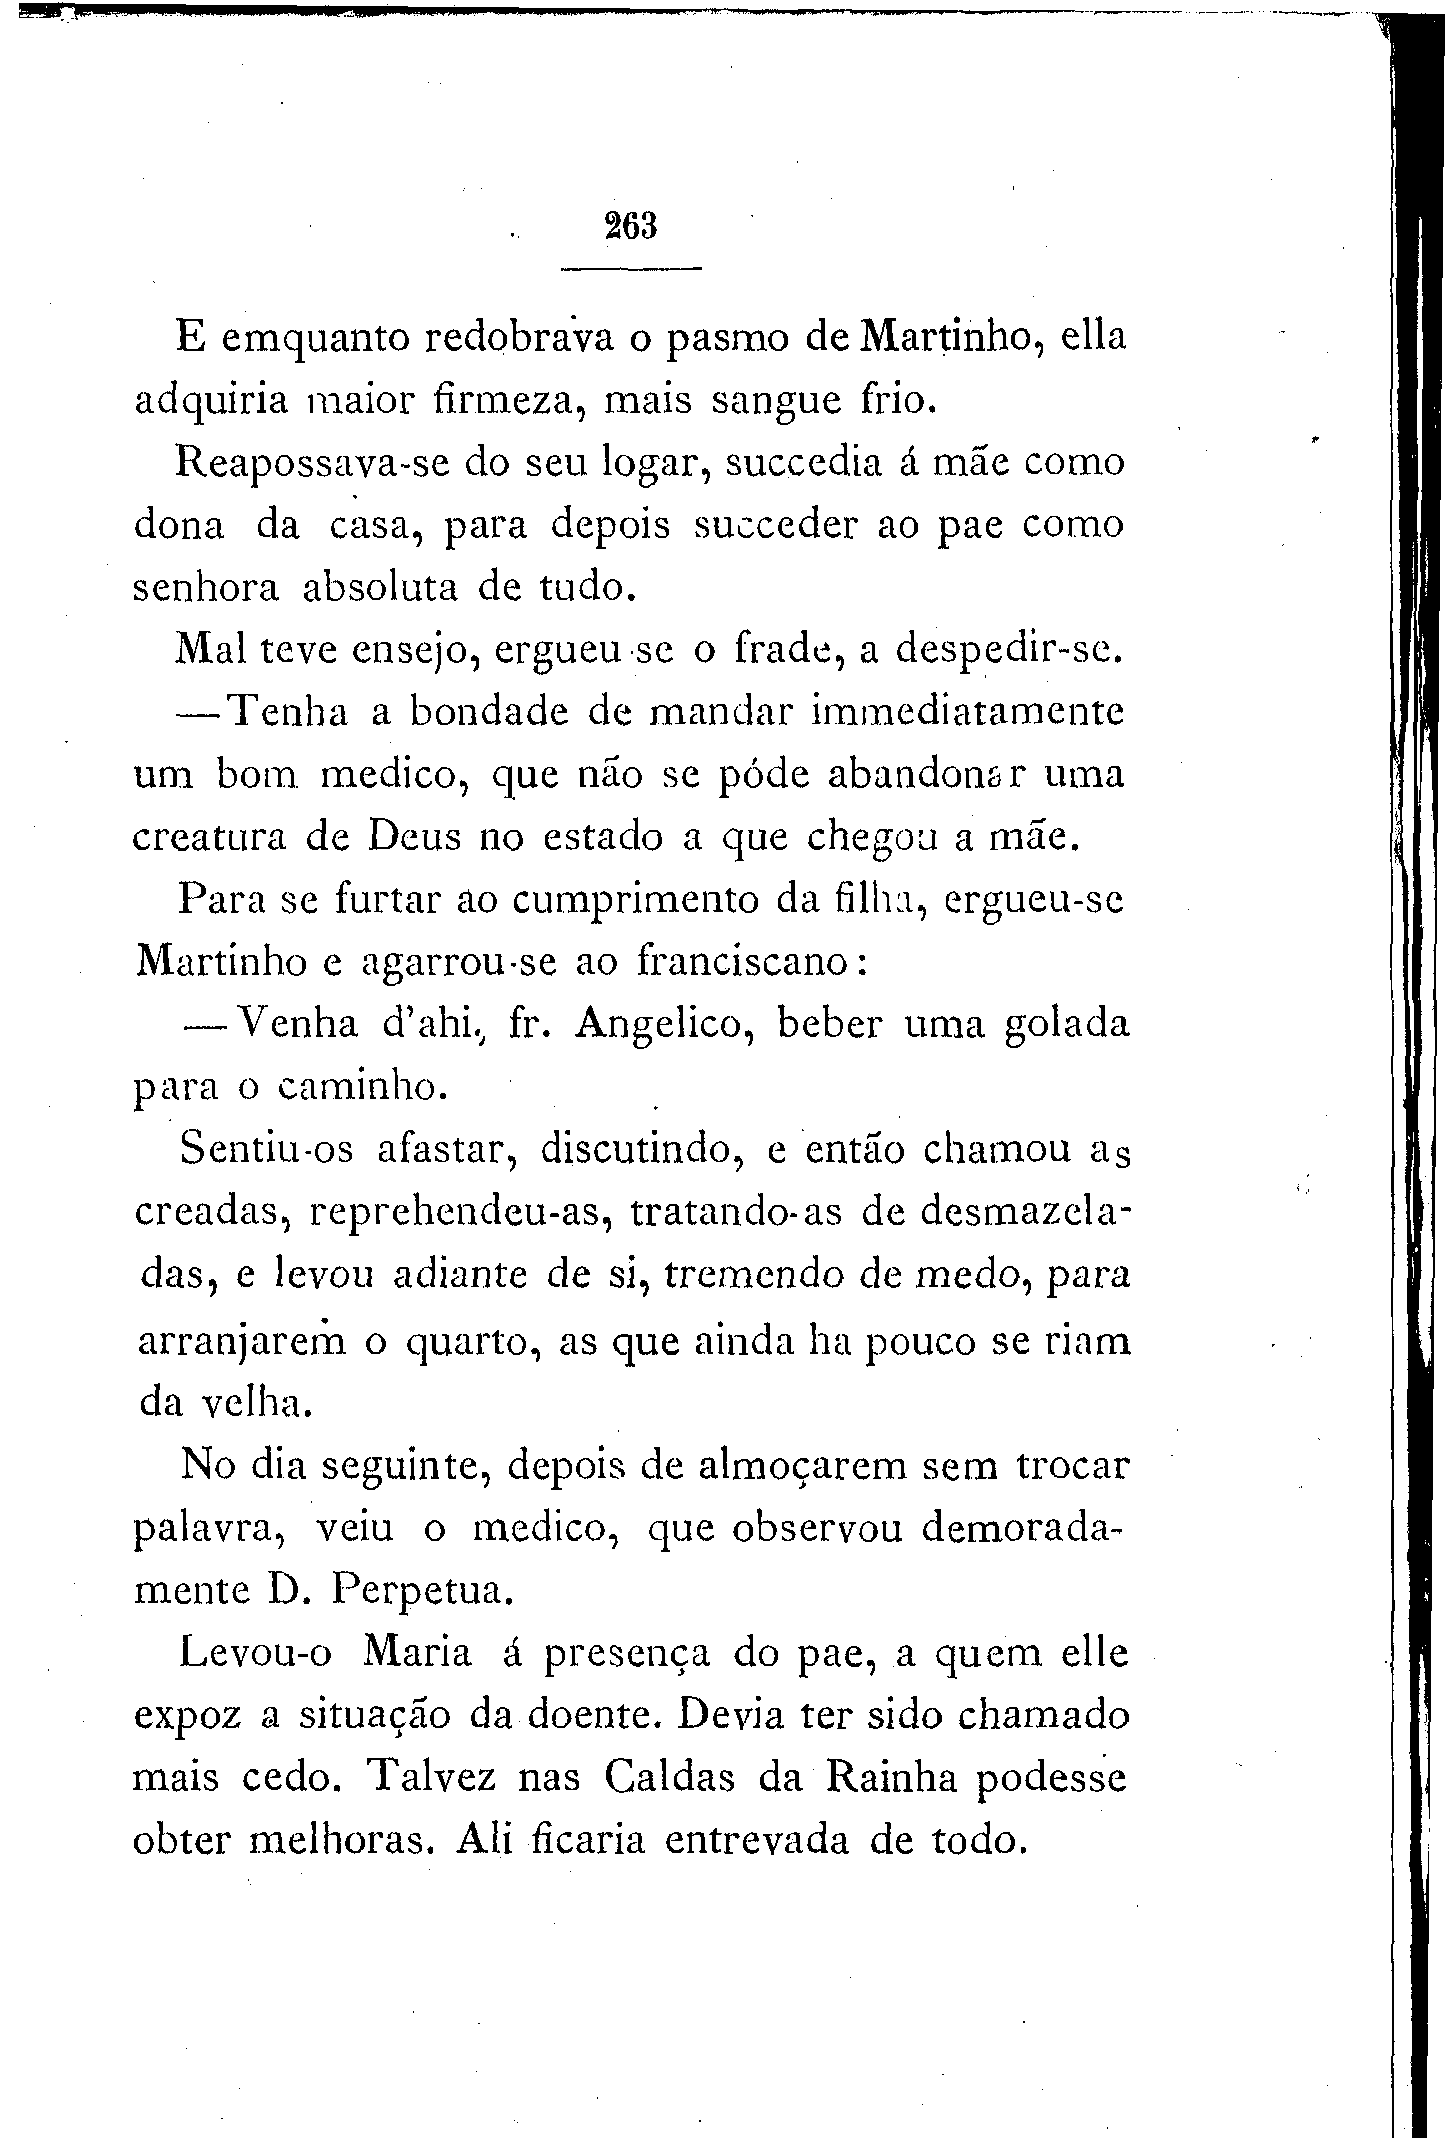 263
E emquanto redobrava o pasmo de Martinho, ella
adquiria maior firmeza, mais sangue frio.
Reapossava-se do seu logar, succedia á mãe como
dona da casa, para depois succeder ao pae como
senhora absoluta de tudo.
Mal teve ensejo, ergueu-se o frade, a despedir-se.
—Tenha a bondade de mandar immediatamente
um bom medico, que não se póde abandonar uma
creatura de Deus no estado a que chegou a mãe.
Para se furtar ao cumprimento da filha, ergueu-se
Martinho e agarrou-se ao franciscano:
—Venha d'ahi, fr. Angelico, beber uma golada
para o caminho.
Sentiu-os afastar, discutindo, e então chamou as
creadas, reprehendeu-as, tratando-as de desmazela-
das, e levou adiante de si, tremendo de medo, para
arranjarem o quarto, as que ainda ha pouco se riam
da velha.
No dia seguinte, depois de almoçarem sem trocar
palavra, veiu o medico, que observou demorada-
mente D. Perpetua.
Levou-o Maria á presença do pae, a quem elle
expoz a situação da doente. Devia ter sido chamado
mais cedo. Talvez nas Caldas da Rainha podesse
obter melhoras. Ali ficaria entrevada de todo.